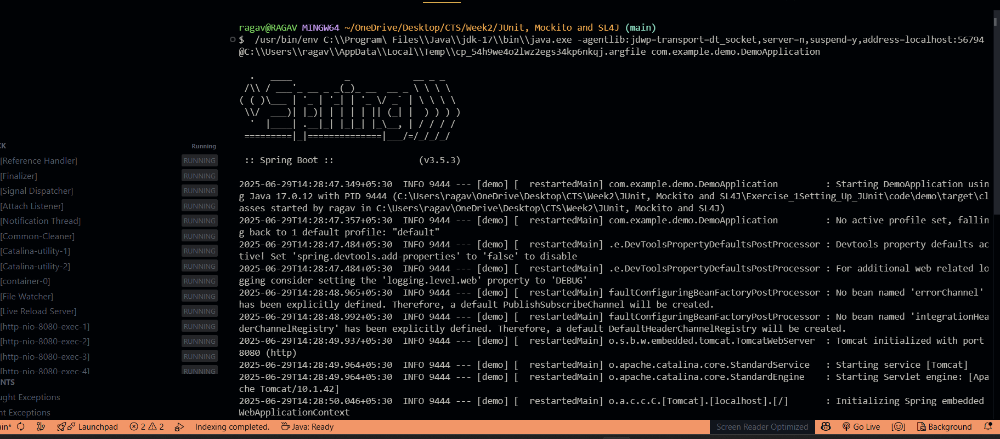 ragav@RAGAV MINGW64 ~/OneDrive/Desktop/CTS/Week2/JUnit, Mockito and SL4J (main)
$  /usr/bin/env C:\\Program\ Files\\Java\\jdk-17\\bin\\java.exe -agentlib:jdwp=transport=dt_socket,server=n,suspend=y,address=localhost:56794
@C:\\Users\\ragav\\AppData\\Local\\Temp\\cp_54h9we4o2lwz2egs34kp6nkqj.argfile com.example.demo.DemoApplication
  .   ____          _            __ _ _
 /\\ / ___'_ __ _ _(_)_ __  __ _ \ \ \ \
( ( )\___ | '_ | '_| | '_ \/ _` | \ \ \ \
 \\/  ___)| |_)| | | | | || (_| |  ) ) ) )
  '  |____| .__|_| |_|_| |_\__, | / / / /
 =========|_|==============|___/=/_/_/_/
 :: Spring Boot ::                (v3.5.3)
2025-06-29T14:28:47.349+05:30  INFO 9444 --- [demo] [  restartedMain] com.example.demo.DemoApplication         : Starting DemoApplication usin
g Java 17.0.12 with PID 9444 (C:\Users\ragav\OneDrive\Desktop\CTS\Week2\JUnit, Mockito and SL4J\Exercise_1Setting_Up_JUnit\code\demo\target\cl
asses started by ragav in C:\Users\ragav\OneDrive\Desktop\CTS\Week2\JUnit, Mockito and SL4J)
2025-06-29T14:28:47.357+05:30  INFO 9444 --- [demo] [  restartedMain] com.example.demo.DemoApplication         : No active profile set, fallin
g back to 1 default profile: "default"
2025-06-29T14:28:47.484+05:30  INFO 9444 --- [demo] [  restartedMain] .e.DevToolsPropertyDefaultsPostProcessor : Devtools property defaults ac
tive! Set 'spring.devtools.add-properties' to 'false' to disable
2025-06-29T14:28:47.484+05:30  INFO 9444 --- [demo] [  restartedMain] .e.DevToolsPropertyDefaultsPostProcessor : For additional web related lo
gging consider setting the 'logging.level.web' property to 'DEBUG'
2025-06-29T14:28:48.965+05:30  INFO 9444 --- [demo] [  restartedMain] faultConfiguringBeanFactoryPostProcessor : No bean named 'errorChannel'
has been explicitly defined. Therefore, a default PublishSubscribeChannel will be created.
2025-06-29T14:28:48.992+05:30  INFO 9444 --- [demo] [  restartedMain] faultConfiguringBeanFactoryPostProcessor : No bean named 'integrationHea
derChannelRegistry' has been explicitly defined. Therefore, a default DefaultHeaderChannelRegistry will be created.
2025-06-29T14:28:49.937+05:30  INFO 9444 --- [demo] [  restartedMain] o.s.b.w.embedded.tomcat.TomcatWebServer  : Tomcat initialized with port
8080 (http)
2025-06-29T14:28:49.964+05:30  INFO 9444 --- [demo] [  restartedMain] o.apache.catalina.core.StandardService   : Starting service [Tomcat]
2025-06-29T14:28:49.964+05:30  INFO 9444 --- [demo] [  restartedMain] o.apache.catalina.core.StandardEngine    : Starting Servlet engine: [Apa
che Tomcat/10.1.42]
2025-06-29T14:28:50.046+05:30  INFO 9444 --- [demo] [  restartedMain] o.a.c.c.C.[Tomcat].[localhost].[/]       : Initializing Spring embedded
WebApplicationContext
CK Running
[Reference Handler] RUNNING
[Finalizer] RUNNING
[Signal Dispatcher] RUNNING
[Attach Listener] RUNNING
[Notification Thread] RUNNING
[Common-Cleaner] RUNNING
[Catalina-utility-1] RUNNING
[Catalina-utility-2] RUNNING
[container-0] RUNNING
[File Watcher] RUNNING
[Live Reload Server] RUNNING
[http-nio-8080-exec-1] RUNNING
[http-nio-8080-exec-2] RUNNING
[http-nio-8080-exec-3] RUNNING
[http-nio-8080-exec-4] RUNNING
NTS
ught Exceptions
nt Exceptions
ain* Launchpad 2 2 Indexing completed. Java: Ready Screen Reader Optimized Go Live Background